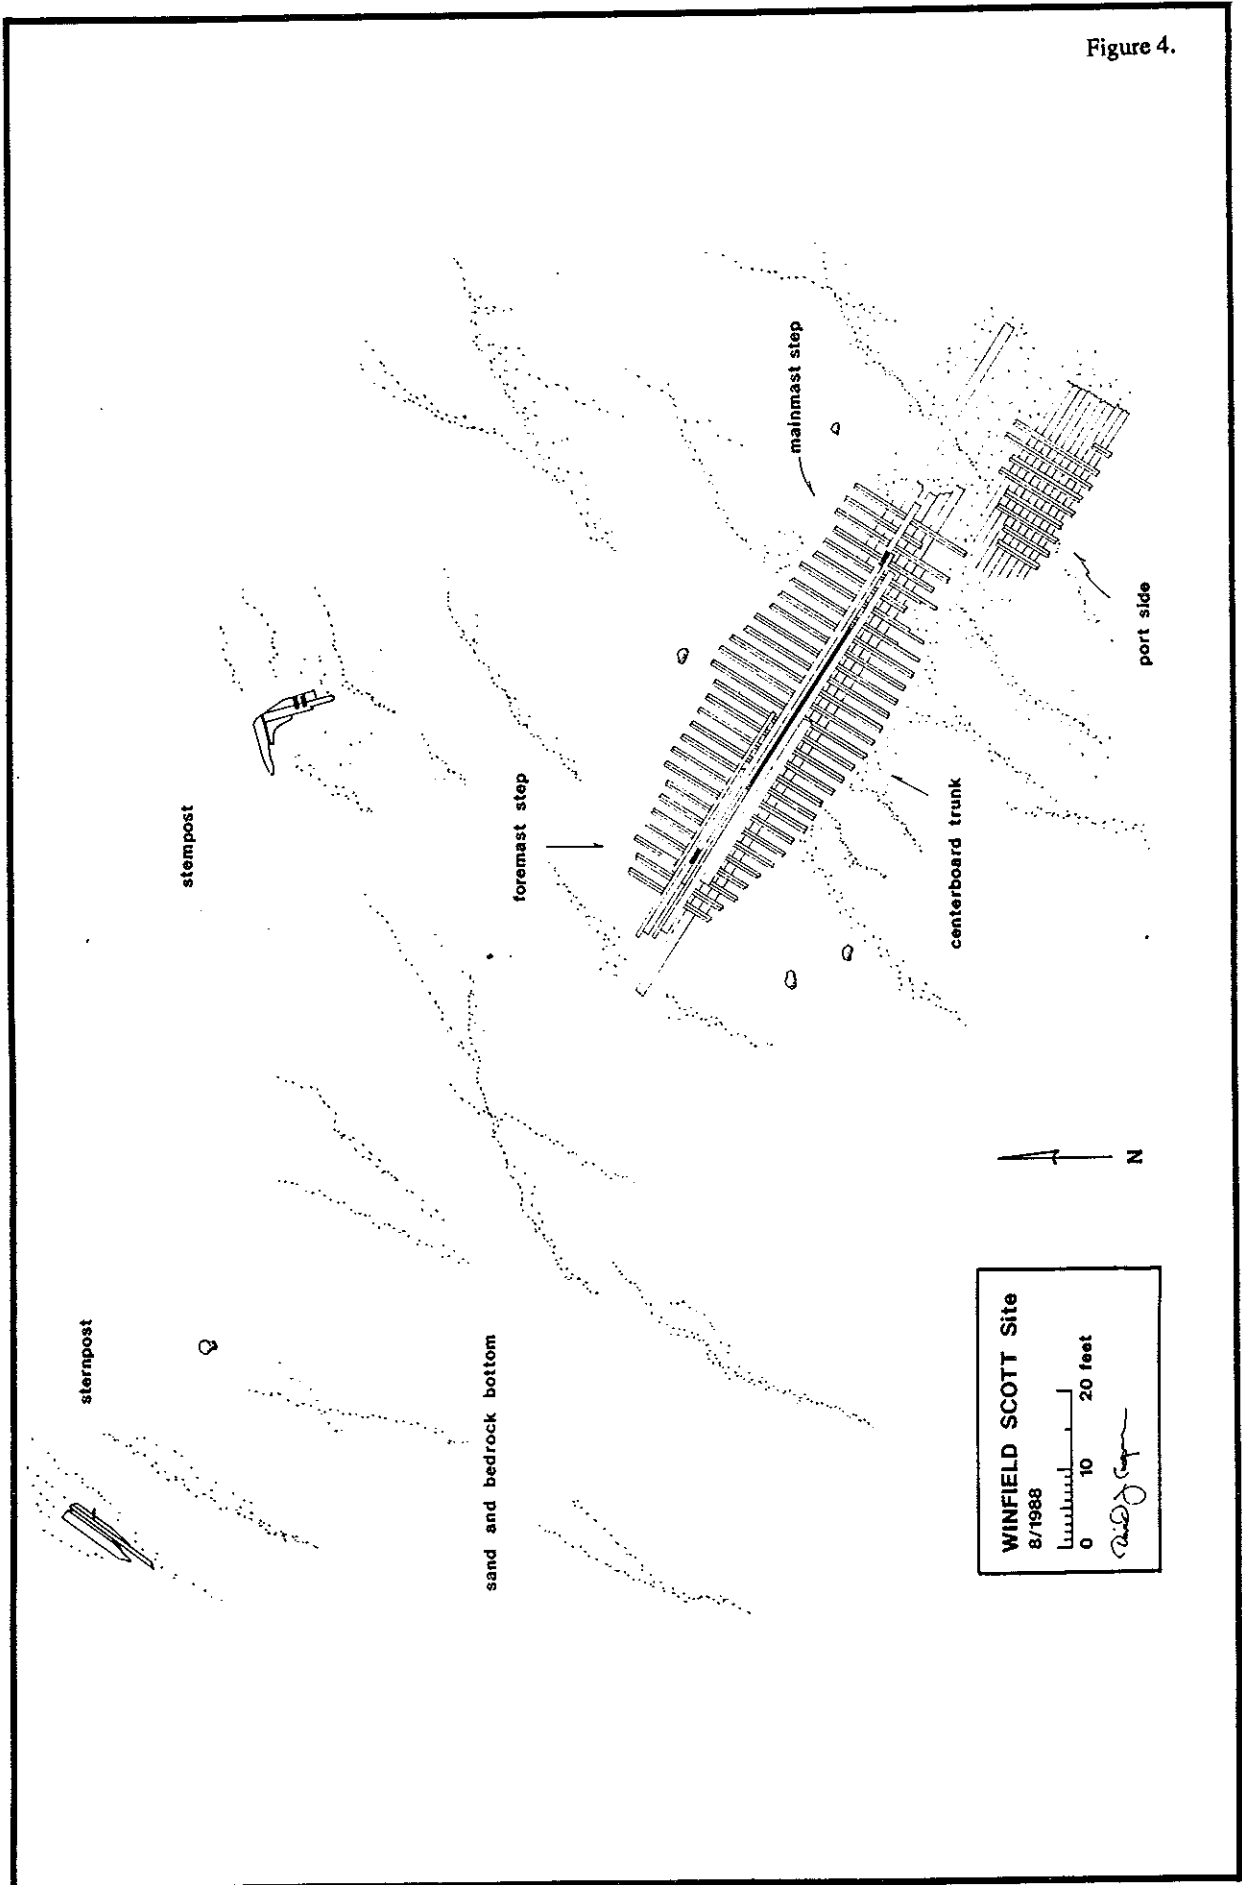 Figure 4.
sternpost
stempost
sand and bedrock bottom
foremast step
mainmast step
centerboard trunk
port side
N
WINFIELD SCOTT Site
8/1988
0 10 20 feet